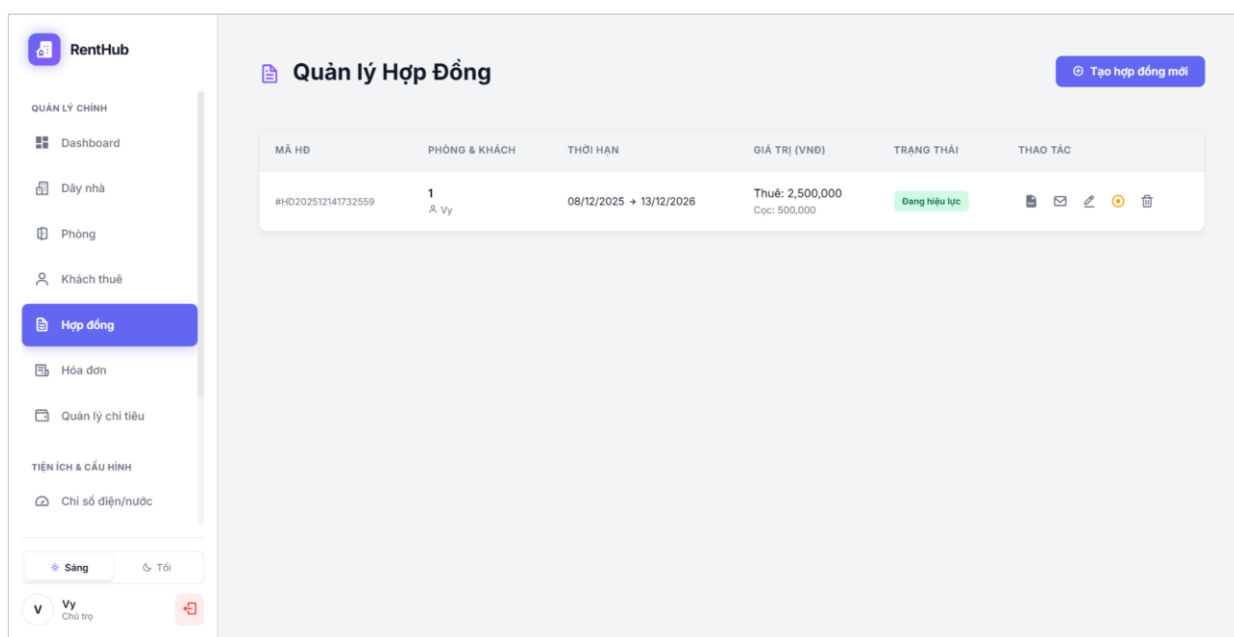 RentHub
QUẢN LÝ CHÍNH
Dashboard
Dãy nhà
Phòng
Khách thuê
Hợp đồng
Hóa đơn
Quản lý chi tiêu
TIỆN ÍCH & CẤU HÌNH
Chỉ số điện/nước
Sáng
Tối
V
Vy
Chủ trọ
Quản lý Hợp Đồng
Tạo hợp đồng mới
MÃ HĐ PHÒNG & KHÁCH THỜI HẠN GIÁ TRỊ (VNĐ) TRẠNG THÁI THAO TÁC
#HD202512141732559
1
Vy
08/12/2025 → 13/12/2026
Thuê: 2,500,000
Cọc: 500,000
Đang hiệu lực